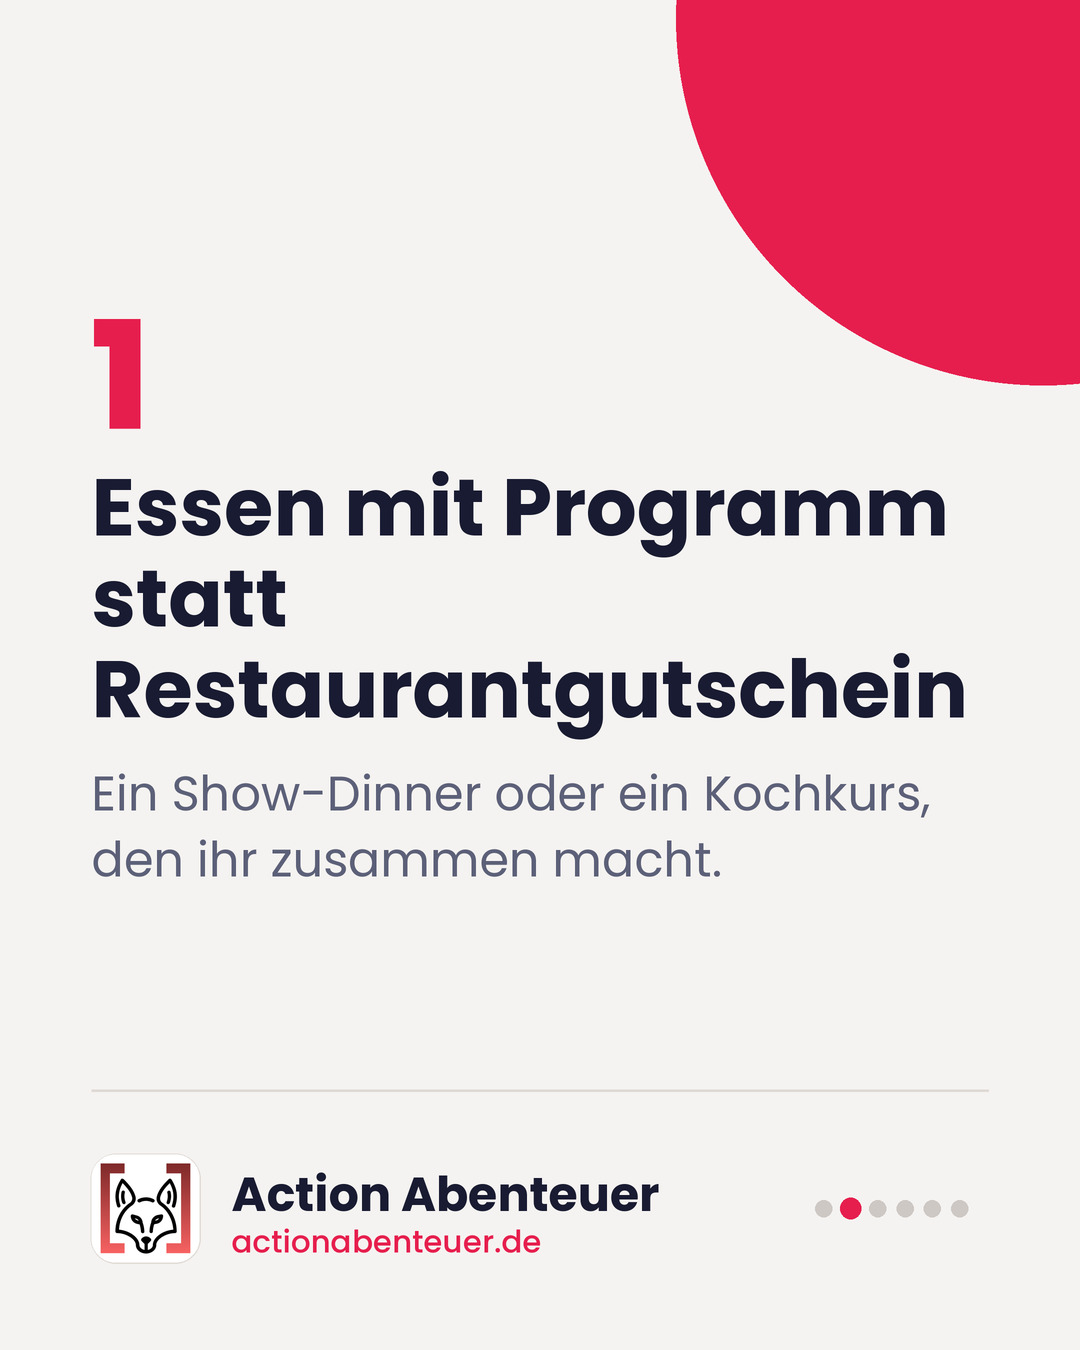 1
Essen mit Programm
statt
Restaurantgutschein
Ein Show-Dinner oder ein Kochkurs,
den ihr zusammen macht.
Action Abenteuer
actionabenteuer.de